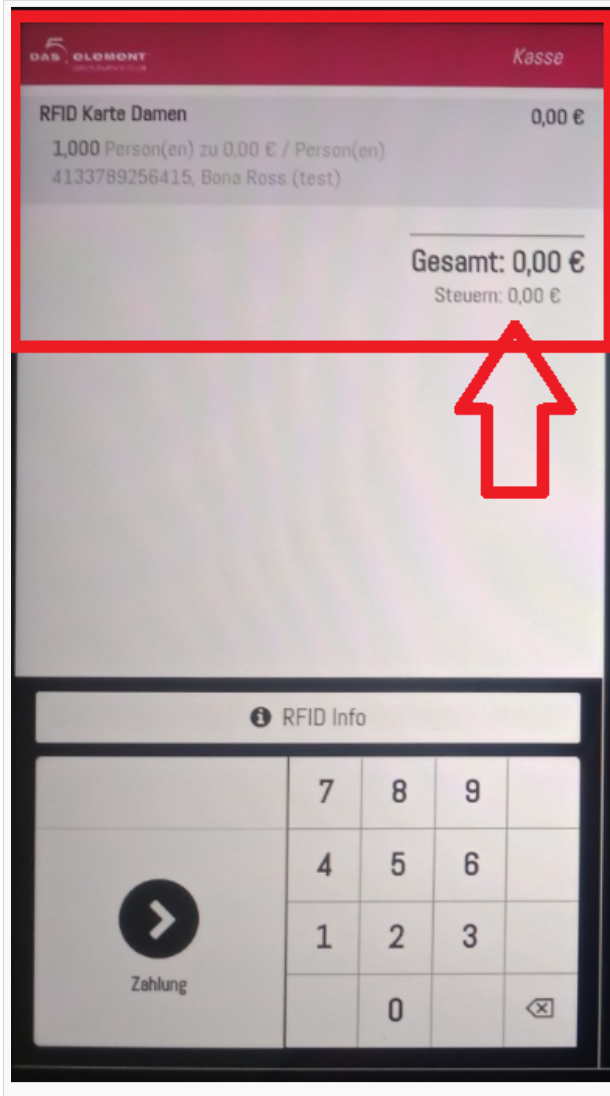 DAS 5 ELEMENT
Kasse
RFID Karte Damen 0,00 €
1,000 Person(en) zu 0,00 € / Person(en)
4133789256415, Bona Ross (test)
Gesamt: 0,00 €
Steuern: 0,00 €
RFID Info
7 8 9
4 5 6
1 2 3
Zahlung
0